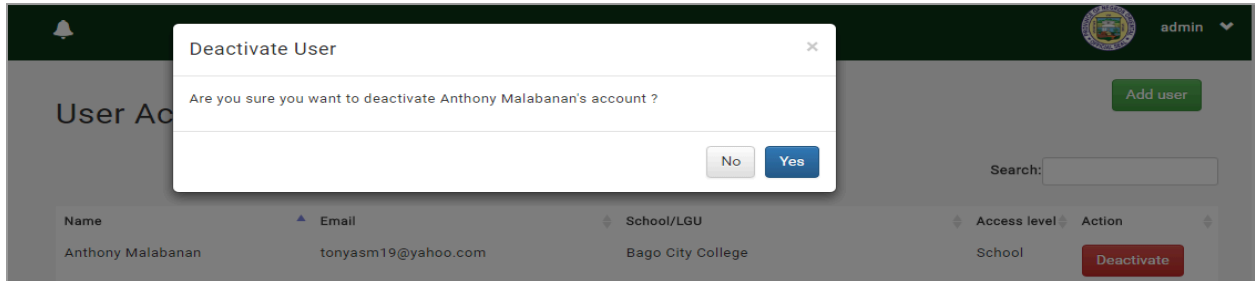 admin
Deactivate User ×
Are you sure you want to deactivate Anthony Malabanan's account ?
User Ac
Add user
No Yes
Search:
Name Email School/LGU Access level Action
Anthony Malabanan tonyasm19@yahoo.com Bago City College School Deactivate